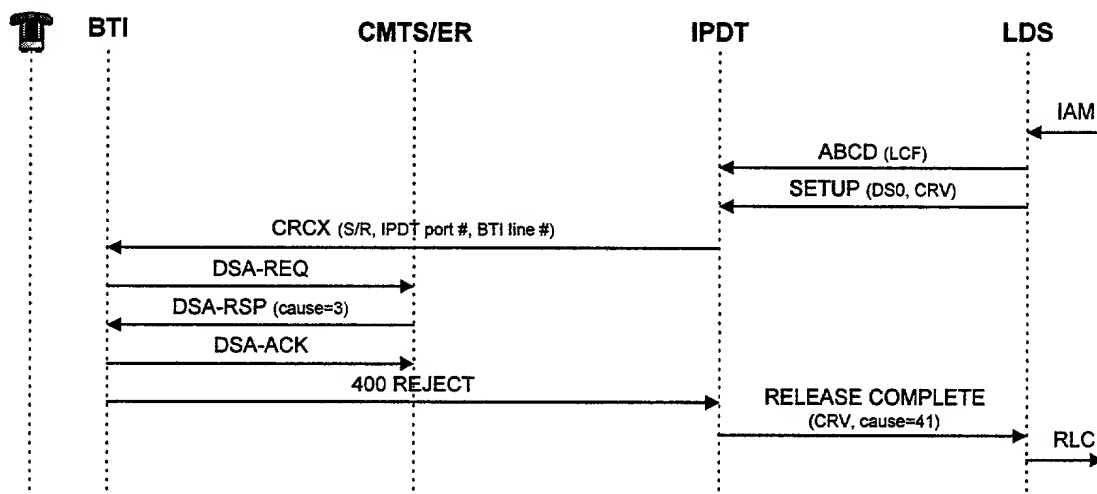 BTI CMTS/ER IPDT LDS
IAM
ABCD (LCF)
SETUP (DS0, CRV)
CRCX (S/R, IPDT port #, BTI line #)
DSA-REQ
DSA-RSP (cause=3)
DSA-ACK
400 REJECT
RELEASE COMPLETE
(CRV, cause=41)
RLC